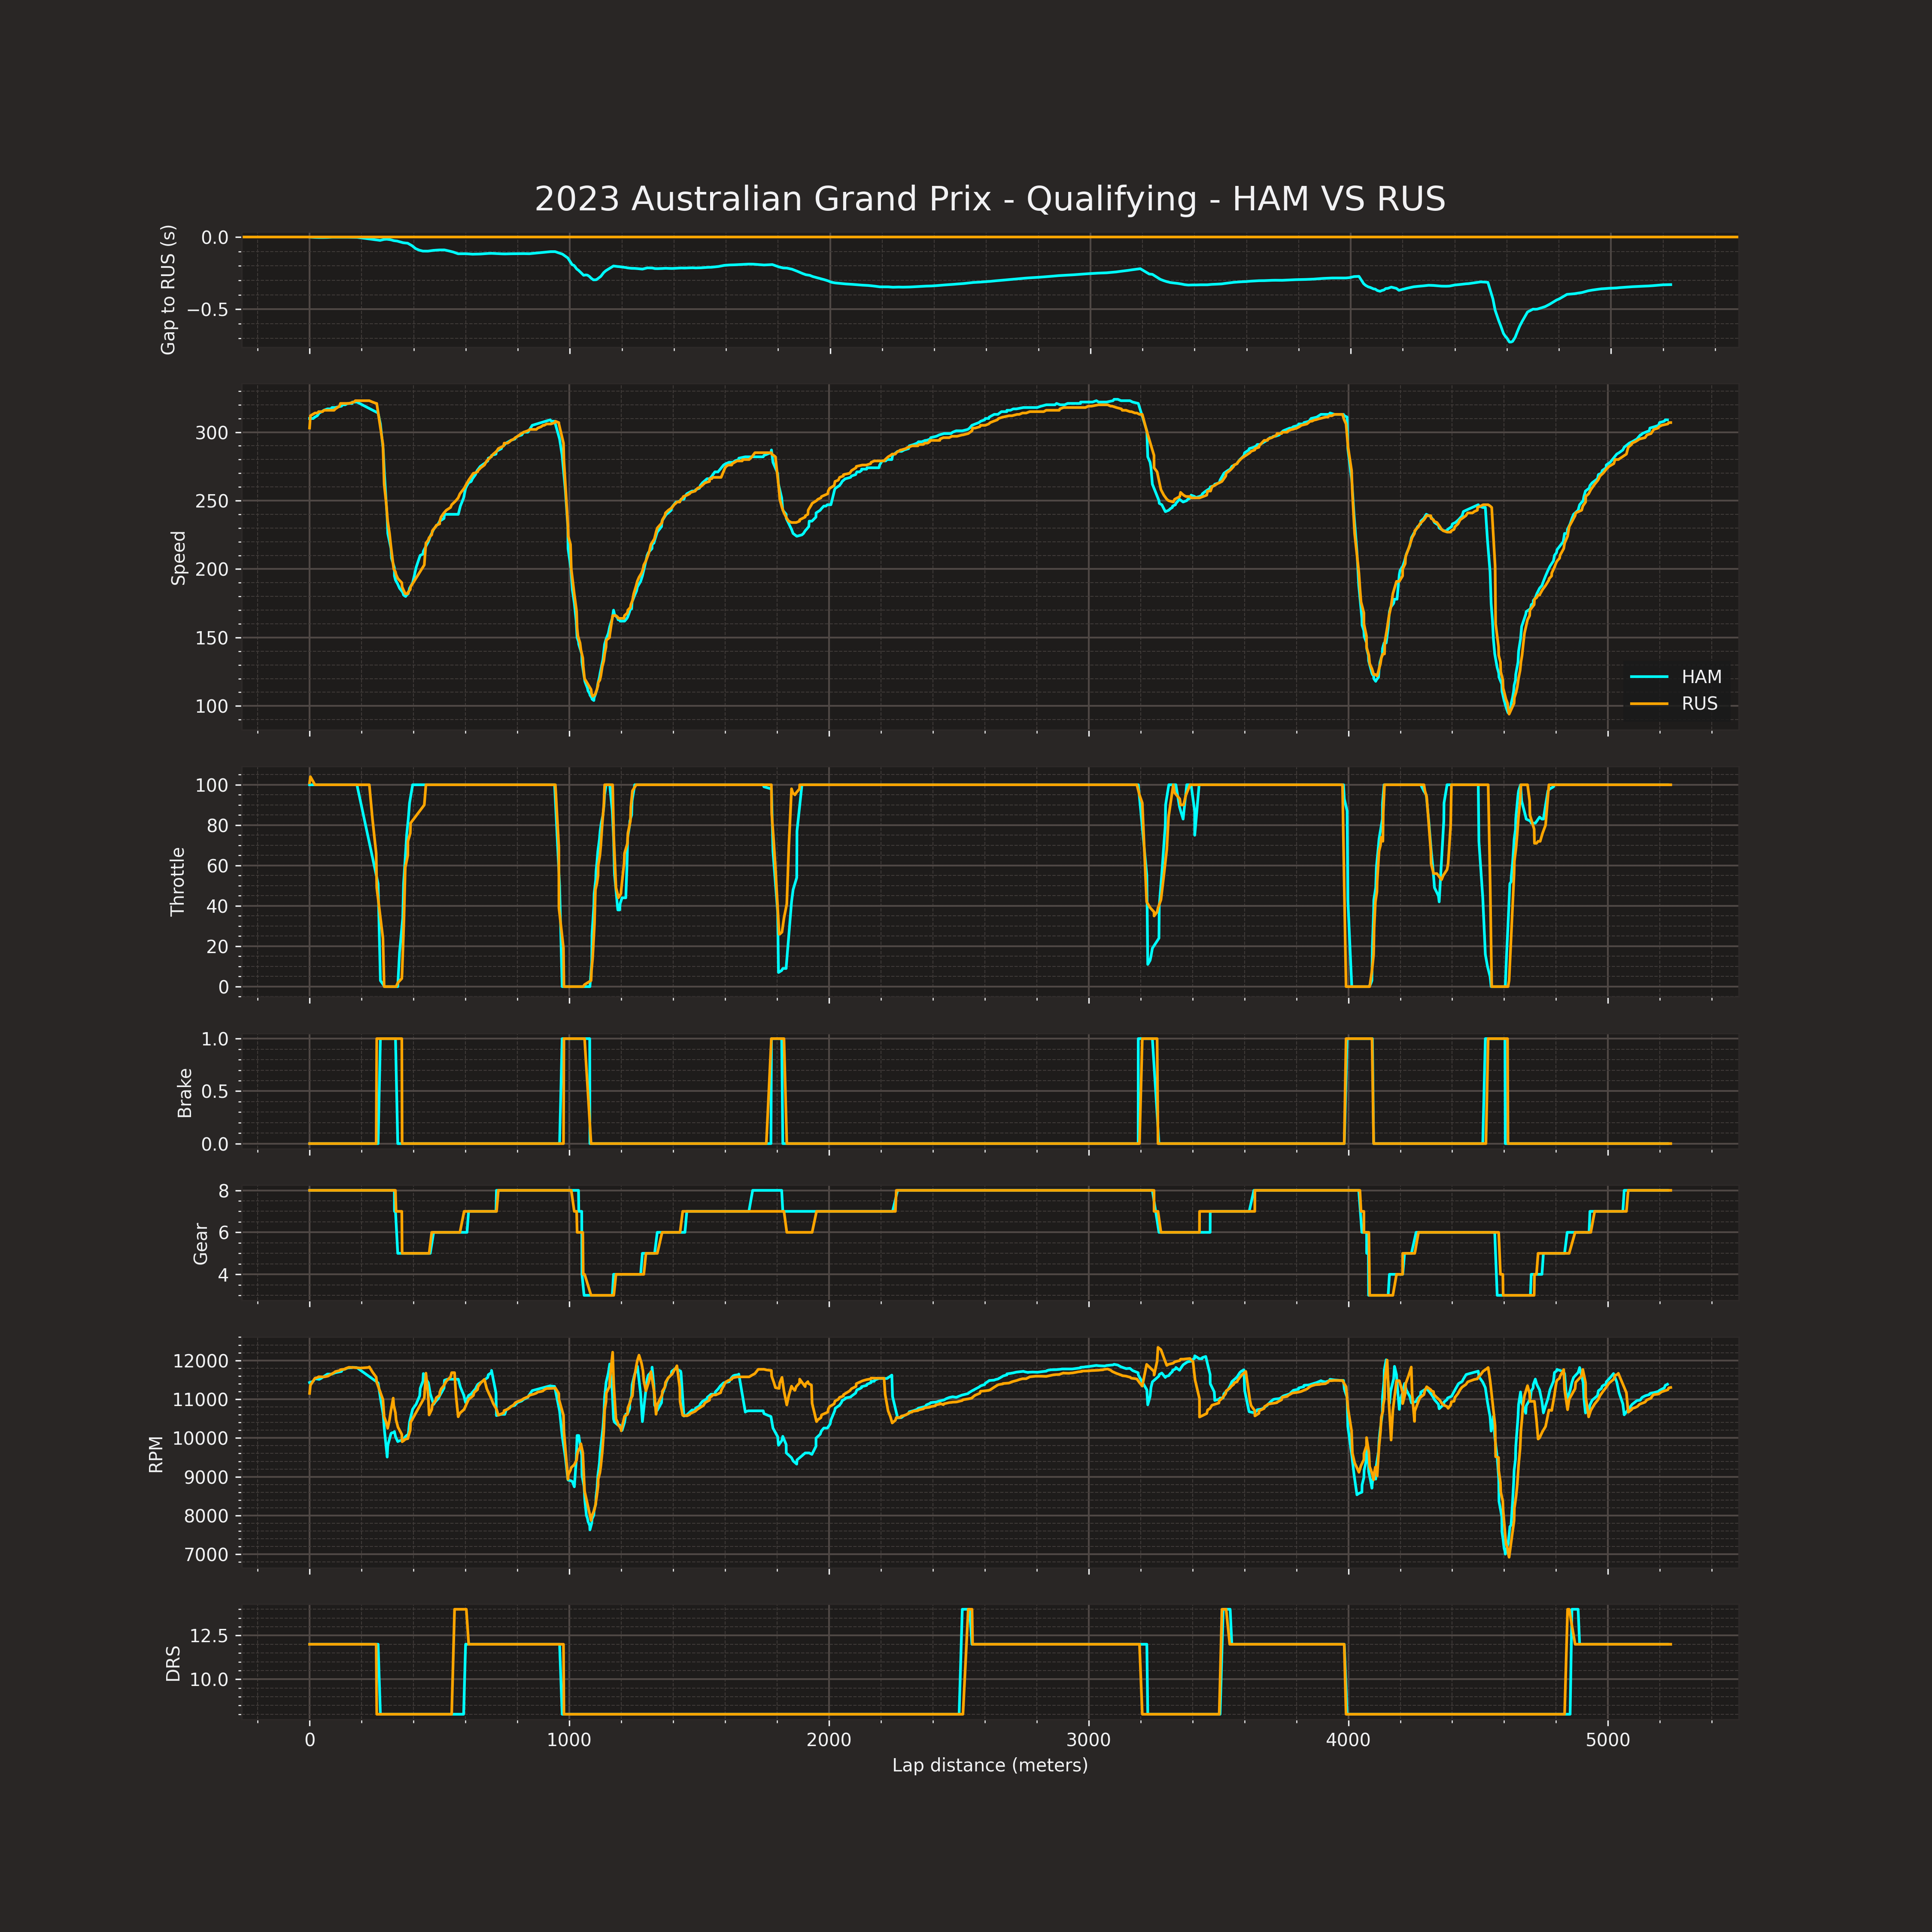 2023 Australian Grand Prix - Qualifying - HAM VS RUS
Gap to RUS (s)
0.0
−0.5
Speed
300
250
200
150
100
HAM
RUS
Throttle
100
80
60
40
20
0
Brake
1.0
0.5
0.0
Gear
8
6
4
RPM
12000
11000
10000
9000
8000
7000
DRS
12.5
10.0
0 1000 2000 3000 4000 5000
Lap distance (meters)